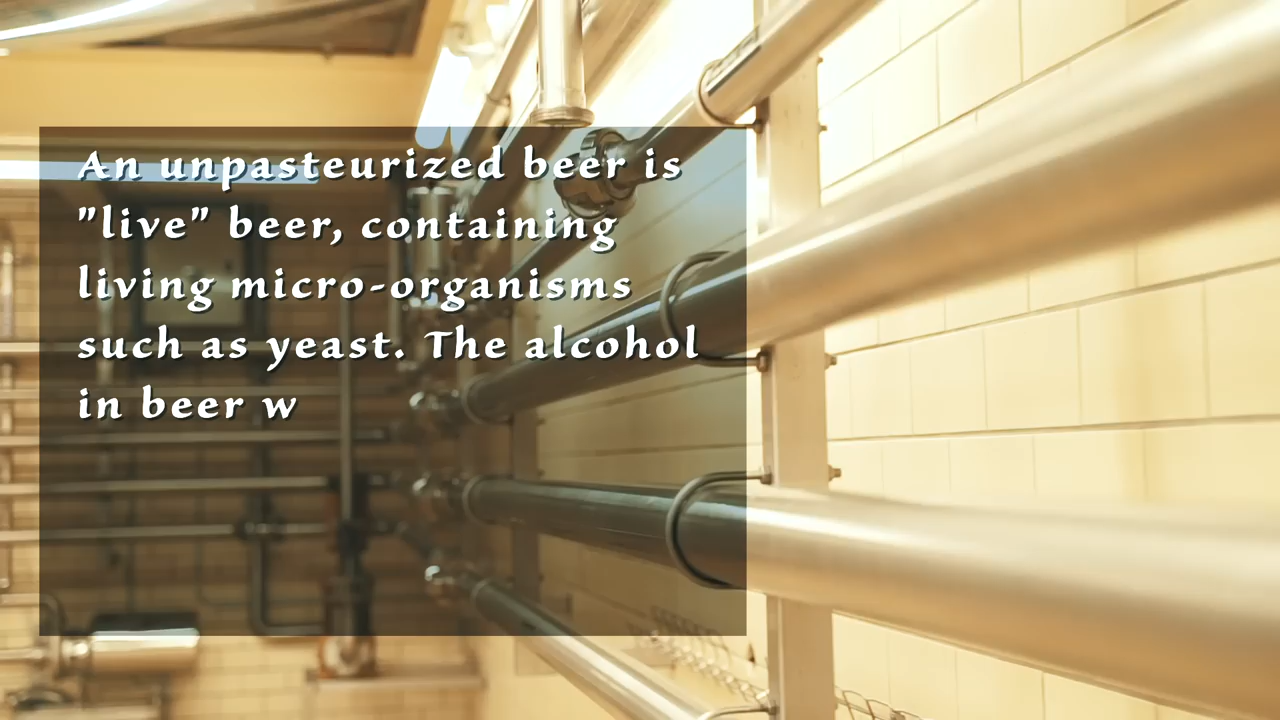 An unpasteurized beer is
"live" beer, containing
living micro-organisms
such as yeast. The alcohol
in beer w